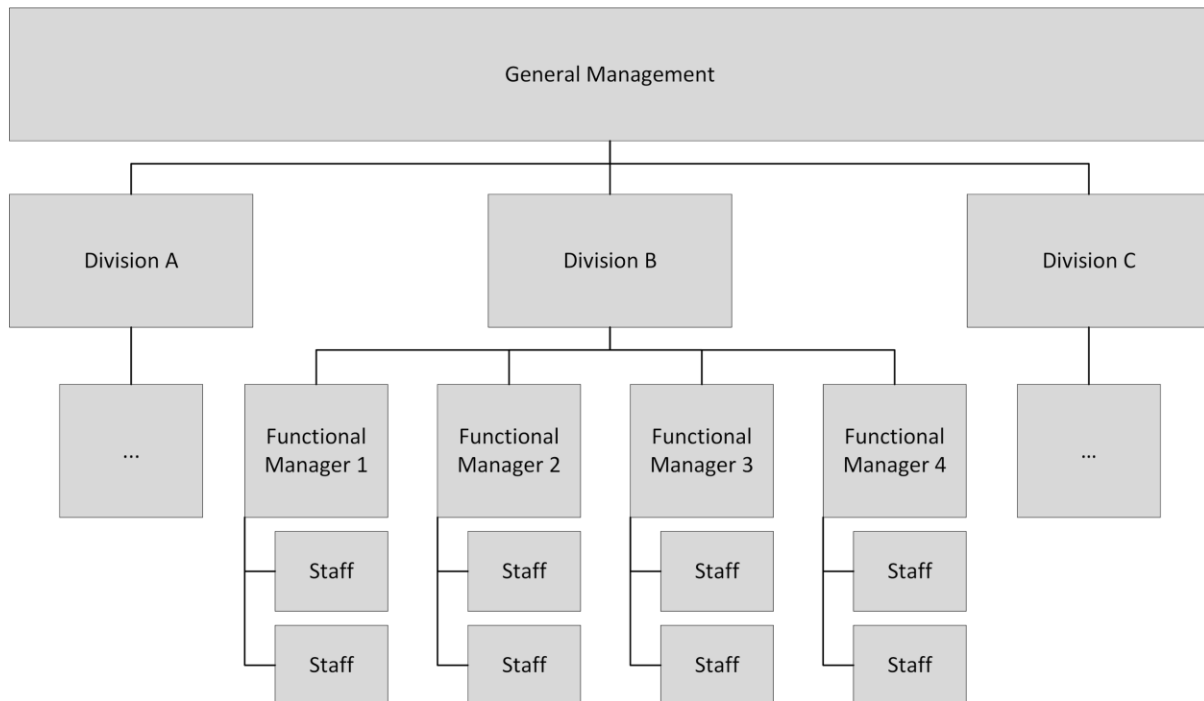 General Management
Division A
Division B
Division C
...
Functional
Manager 1
Functional
Manager 2
Functional
Manager 3
Functional
Manager 4
...
Staff
Staff
Staff
Staff
Staff
Staff
Staff
Staff